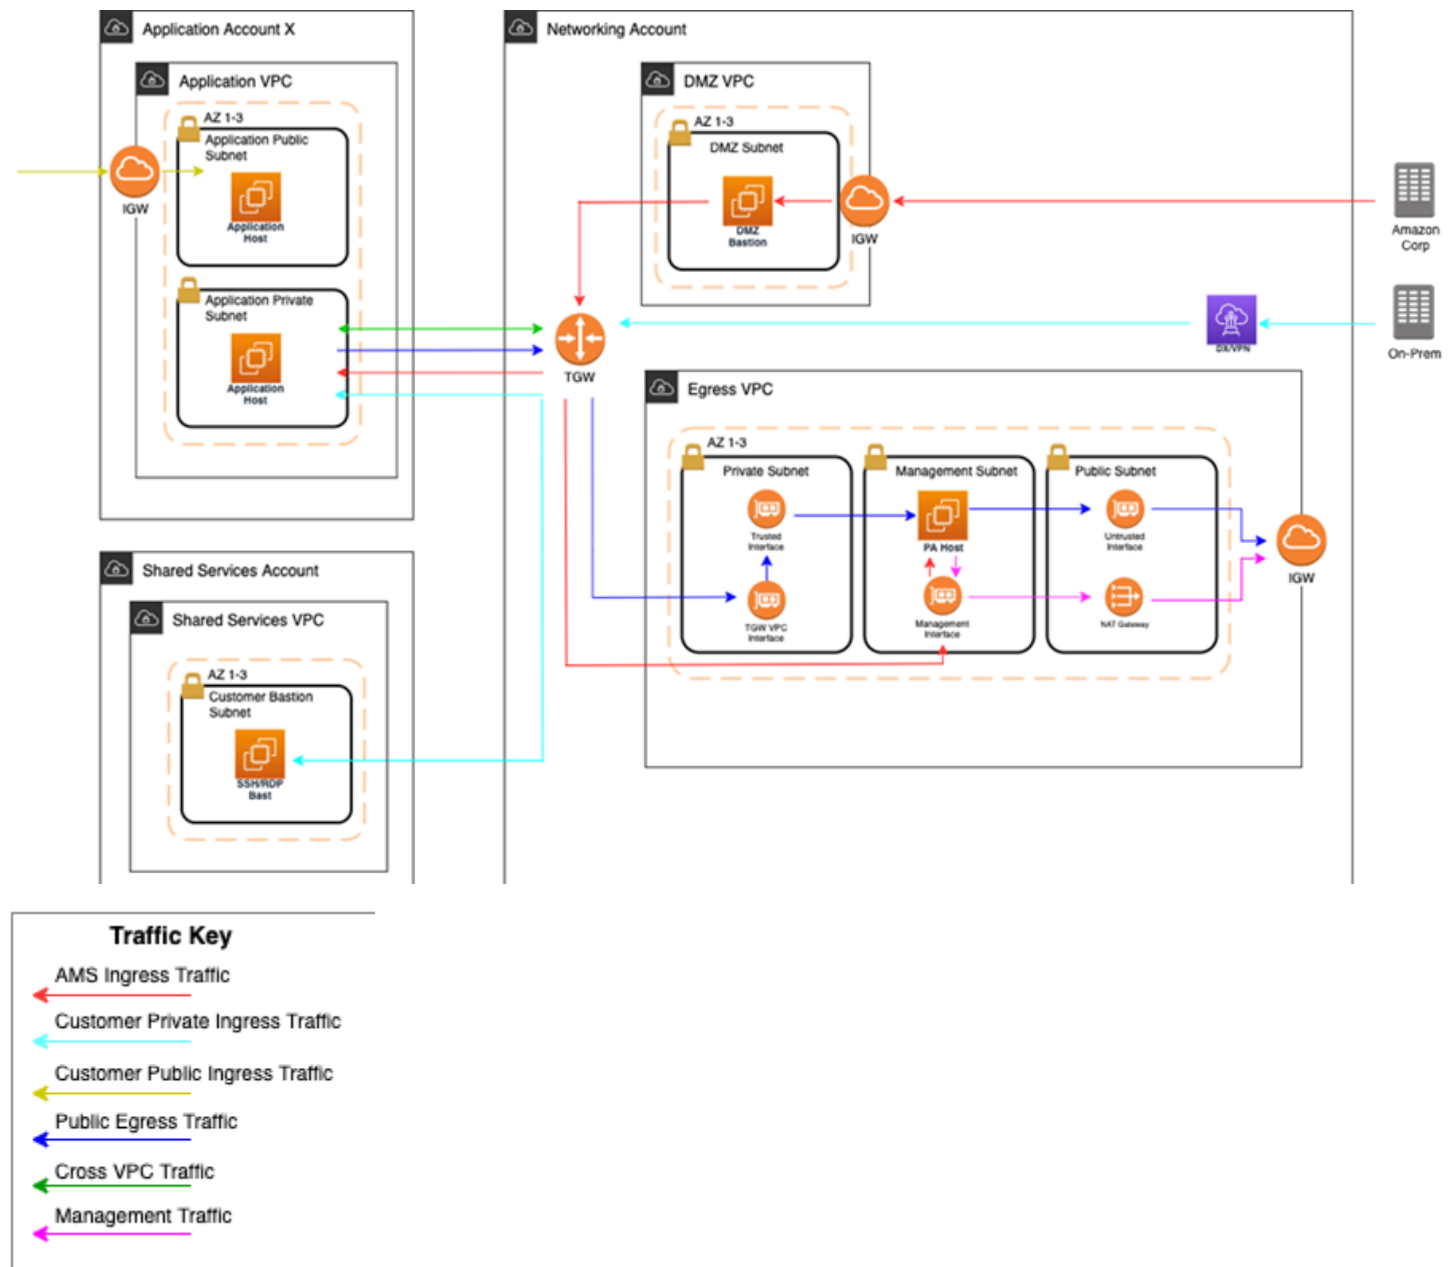 Application Account X
Application VPC
AZ 1-3
Application Public
Subnet
IGW
Application
Host
Application Private
Subnet
Application
Host
Networking Account
DMZ VPC
AZ 1-3
DMZ Subnet
DMZ
Bastion
IGW
Amazon
Corp
TGW
DX/VPN
On-Prem
Egress VPC
AZ 1-3
Private Subnet
Trusted
Interface
TGW VPC
Interface
Management Subnet
PA Host
Management
Interface
Public Subnet
Untrusted
Interface
NAT Gateway
IGW
Shared Services Account
Shared Services VPC
AZ 1-3
Customer Bastion
Subnet
SSH/RDP
Bast
Traffic Key
AMS Ingress Traffic
Customer Private Ingress Traffic
Customer Public Ingress Traffic
Public Egress Traffic
Cross VPC Traffic
Management Traffic